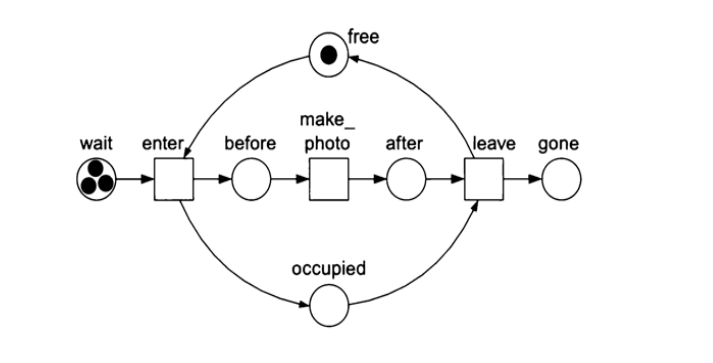 free
make_
wait enter before photo after leave gone
occupied